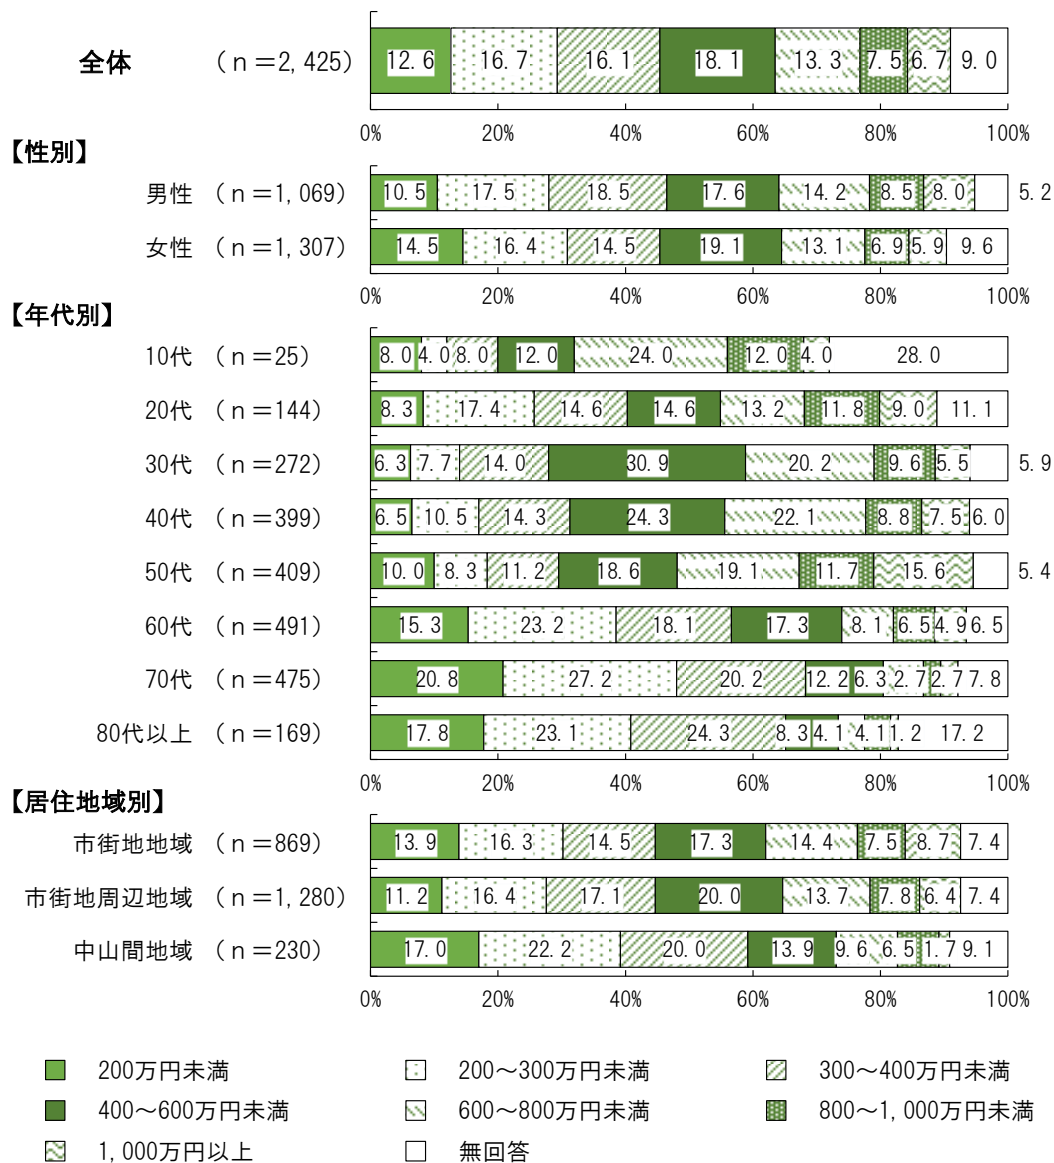 全体 （ｎ＝2,425） 12.6 16.7 16.1 18.1 13.3 7.5 6.7 9.0
0% 20% 40% 60% 80% 100%
【性別】
男性 （ｎ＝1,069） 10.5 17.5 18.5 17.6 14.2 8.5 8.0 5.2
女性 （ｎ＝1,307） 14.5 16.4 14.5 19.1 13.1 6.9 5.9 9.6
0% 20% 40% 60% 80% 100%
【年代別】
10代 （ｎ＝25） 8.0 4.0 8.0 12.0 24.0 12.0 4.0 28.0
20代 （ｎ＝144） 8.3 17.4 14.6 14.6 13.2 11.8 9.0 11.1
30代 （ｎ＝272） 6.3 7.7 14.0 30.9 20.2 9.6 5.5 5.9
40代 （ｎ＝399） 6.5 10.5 14.3 24.3 22.1 8.8 7.5 6.0
50代 （ｎ＝409） 10.0 8.3 11.2 18.6 19.1 11.7 15.6 5.4
60代 （ｎ＝491） 15.3 23.2 18.1 17.3 8.1 6.5 4.9 6.5
70代 （ｎ＝475） 20.8 27.2 20.2 12.2 6.3 2.7 2.7 7.8
80代以上 （ｎ＝169） 17.8 23.1 24.3 8.3 4.1 4.1 1.2 17.2
0% 20% 40% 60% 80% 100%
【居住地域別】
市街地地域 （ｎ＝869） 13.9 16.3 14.5 17.3 14.4 7.5 8.7 7.4
市街地周辺地域 （ｎ＝1,280） 11.2 16.4 17.1 20.0 13.7 7.8 6.4 7.4
中山間地域 （ｎ＝230） 17.0 22.2 20.0 13.9 9.6 6.5 1.7 9.1
0% 20% 40% 60% 80% 100%
200万円未満 200～300万円未満 300～400万円未満
400～600万円未満 600～800万円未満 800～1,000万円未満
1,000万円以上 無回答